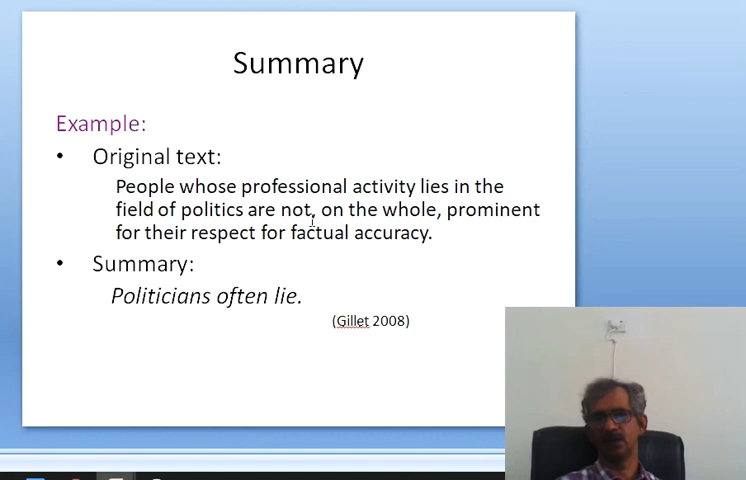 Summary
Example:
• Original text:
People whose professional activity lies in the
field of politics are not, on the whole, prominent
for their respect for factual accuracy.
• Summary:
Politicians often lie.
(Gillet 2008)